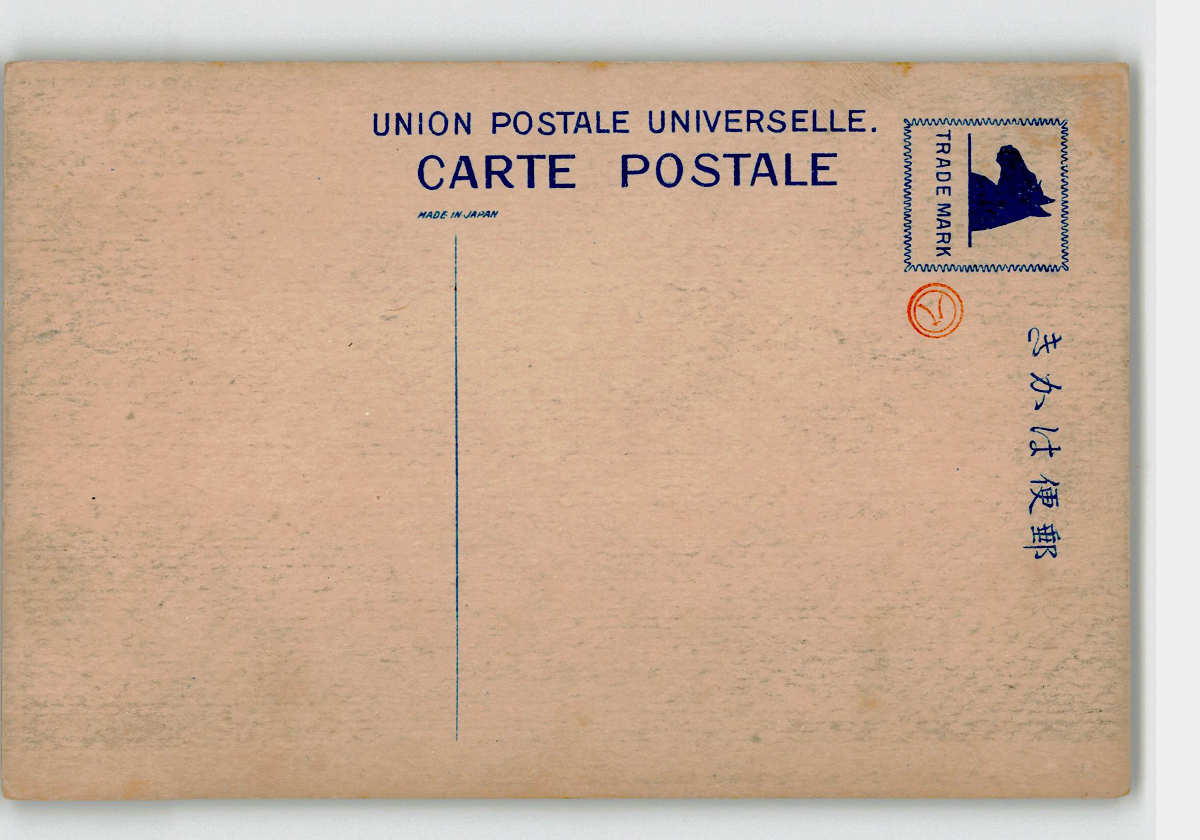 UNION POSTALE UNIVERSELLE.
CARTE POSTALE
MADE IN JAPAN
TRADE MARK
郵便はかき